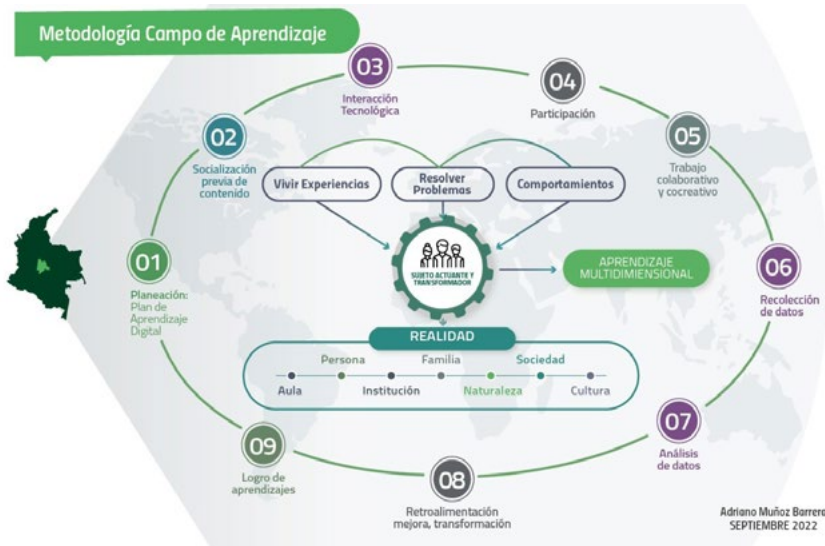 Metodología Campo de Aprendizaje
01
Planeación:
Plan de
Aprendizaje
Digital
02
Socialización
previa de
contenido
03
Interacción
Tecnológica
04
Participación
05
Trabajo
colaborativo
y cocreativo
06
Recolección
de datos
07
Análisis
de datos
08
Retroalimentación
mejora, transformación
09
Logro de
aprendizajes
Vivir Experiencias
Resolver
Problemas
Comportamientos
SUJETO ACTUANTE Y
TRANSFORMADOR
APRENDIZAJE
MULTIDIMENSIONAL
REALIDAD
Persona
Familia
Sociedad
Aula
Institución
Naturaleza
Cultura
Adriano Muñoz Barrera
SEPTIEMBRE 2022